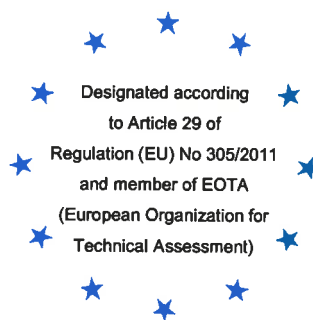 Designated according
to Article 29 of
Regulation (EU) No 305/2011
and member of EOTA
(European Organization for
Technical Assessment)